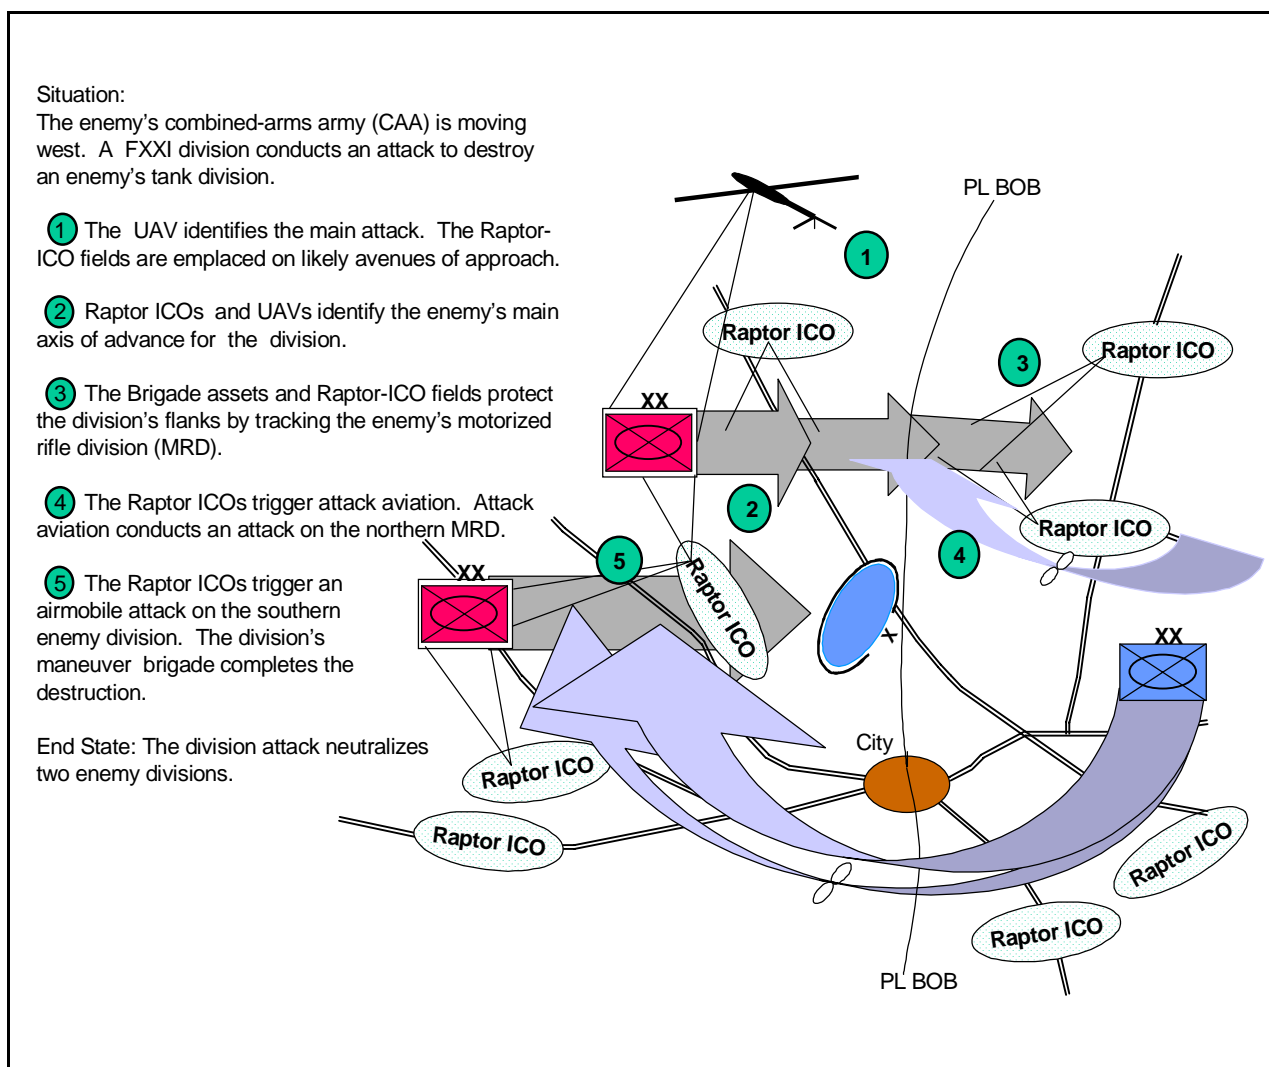 Situation:
The enemy's combined-arms army (CAA) is moving
west. A FXXI division conducts an attack to destroy
an enemy's tank division.
1 The UAV identifies the main attack. The Raptor-
ICO fields are emplaced on likely avenues of approach.
2 Raptor ICOs and UAVs identify the enemy's main
axis of advance for the division.
3 The Brigade assets and Raptor-ICO fields protect
the division's flanks by tracking the enemy's motorized
rifle division (MRD).
4 The Raptor ICOs trigger attack aviation. Attack
aviation conducts an attack on the northern MRD.
5 The Raptor ICOs trigger an
airmobile attack on the southern
enemy division. The division's
maneuver brigade completes the
destruction.
End State: The division attack neutralizes
two enemy divisions.
PL BOB
1
Raptor ICO
3
Raptor ICO
XX
2
Raptor ICO
4
5
XX
Raptor ICO
X
XX
City
Raptor ICO
Raptor ICO
Raptor ICO
Raptor ICO
PL BOB